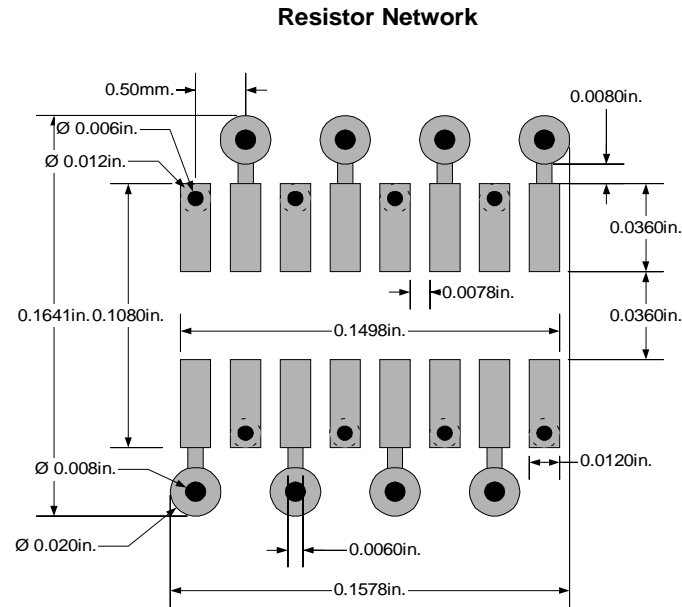 Resistor Network
0.50mm.
0.0080in.
Ø 0.006in.
Ø 0.012in.
0.0360in.
0.0078in.
0.1641in.
0.1080in.
0.1498in.
0.0360in.
Ø 0.008in.
0.0120in.
Ø 0.020in.
0.0060in.
0.1578in.